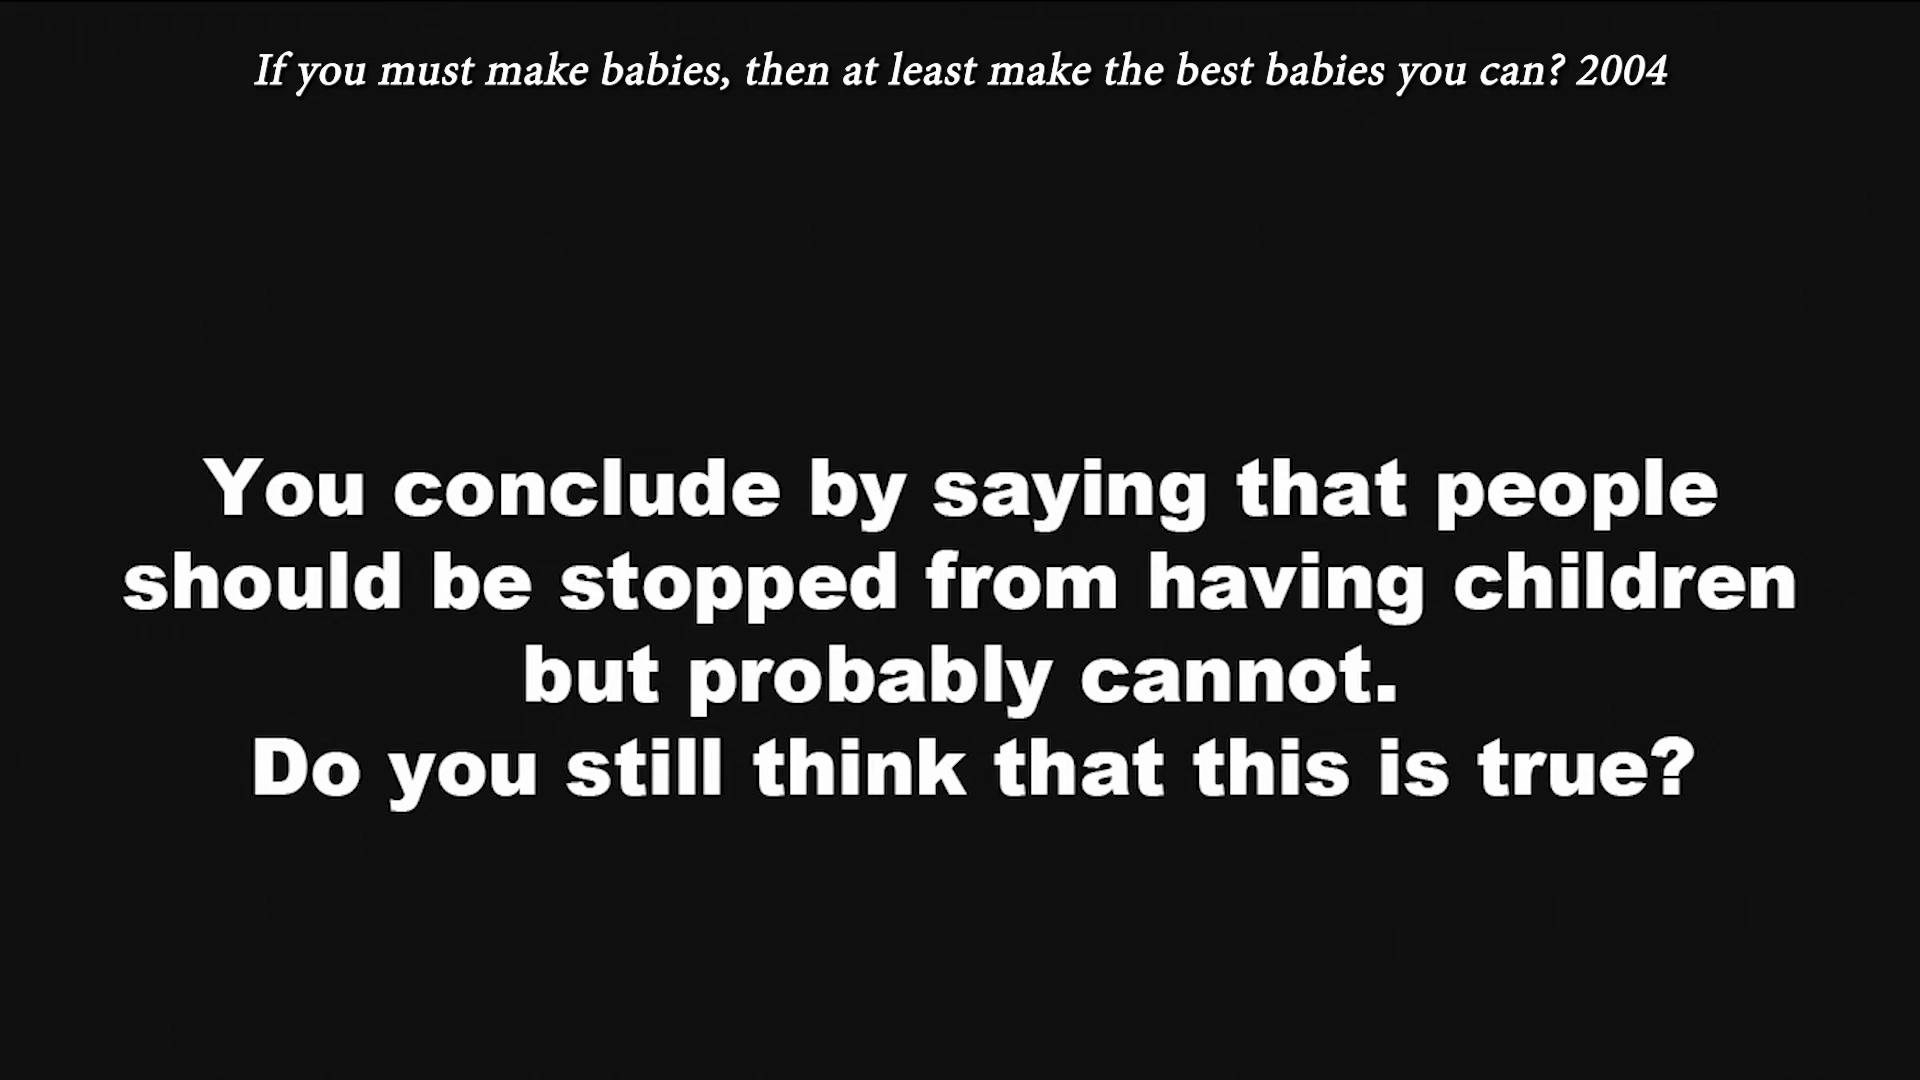 If you must make babies, then at least make the best babies you can? 2004
You conclude by saying that people
should be stopped from having children
but probably cannot.
Do you still think that this is true?